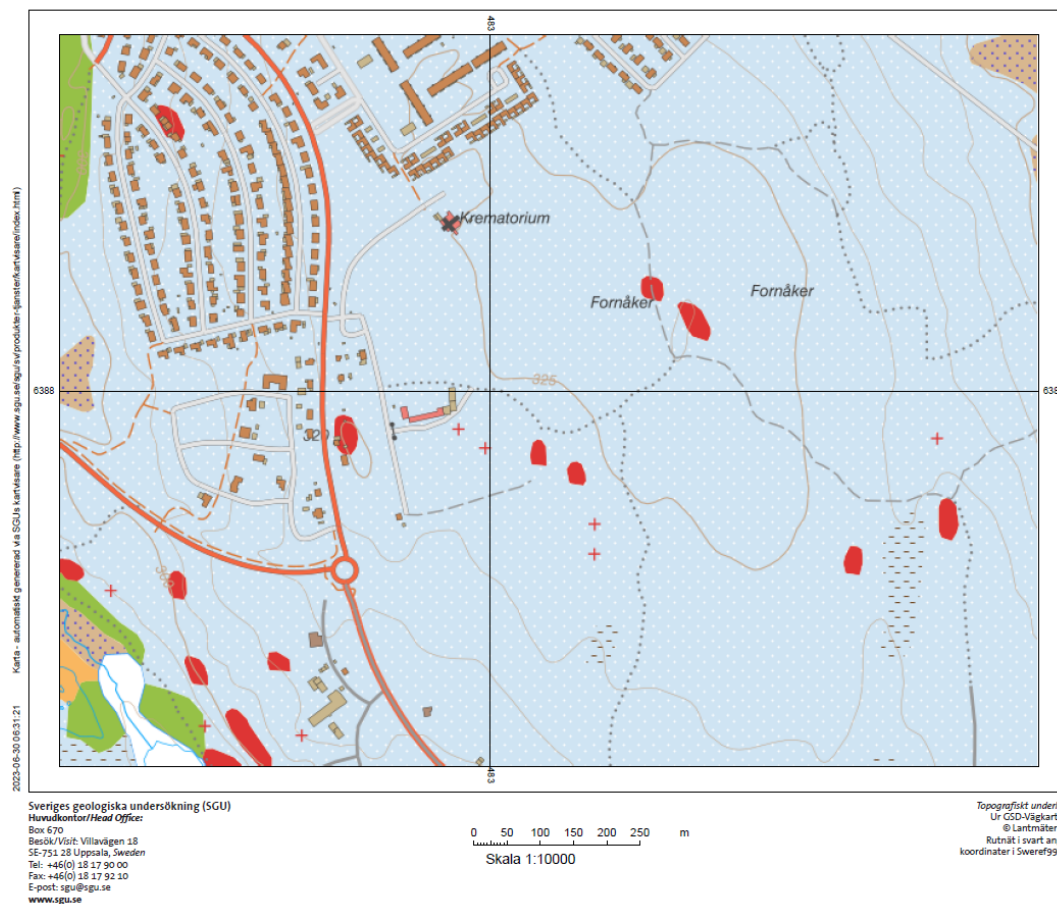 483
Krematorium
Fornåker
Fornåker
6388
325
638
320
305
483
Karta - automatiskt genererad via SGUs kartvisare (http://www.sgu.se/sgu/sv/produkter-tjanster/kartvisare/index.html)
2023-06-30 06:31:21
Sveriges geologiska undersökning (SGU)
Huvudkontor/Head Office:
Box 670
Besök/Visit: Villavägen 18
SE-751 28 Uppsala, Sweden
Tel: +46(0) 18 17 90 00
Fax: +46(0) 18 17 92 10
E-post: sgu@sgu.se
www.sgu.se
0 50 100 150 200 250 m
Skala 1:10000
Topografiskt underl
Ur GSD-Vägkart
© Lantmäter
Rutnät i svart an
koordinater i Sweref99